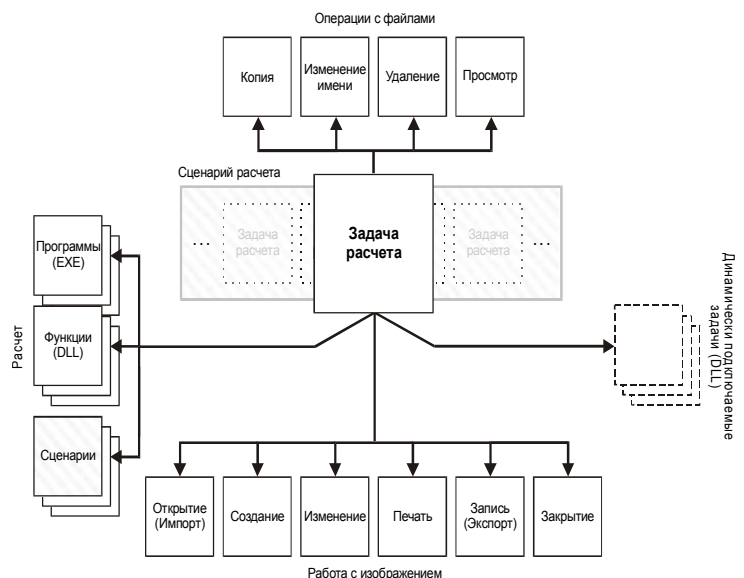 Операции с файлами
Копия
Изменение
имени
Удаление
Просмотр
Сценарий расчета
...
Задача
расчета
Задача
расчета
Задача
расчета
...
Расчет
Программы
(EXE)
Функции
(DLL)
Сценарии
Динамически подключаемые
задачи (DLL)
Открытие
(Импорт)
Создание
Изменение
Печать
Запись
(Экспорт)
Закрытие
Работа с изображением